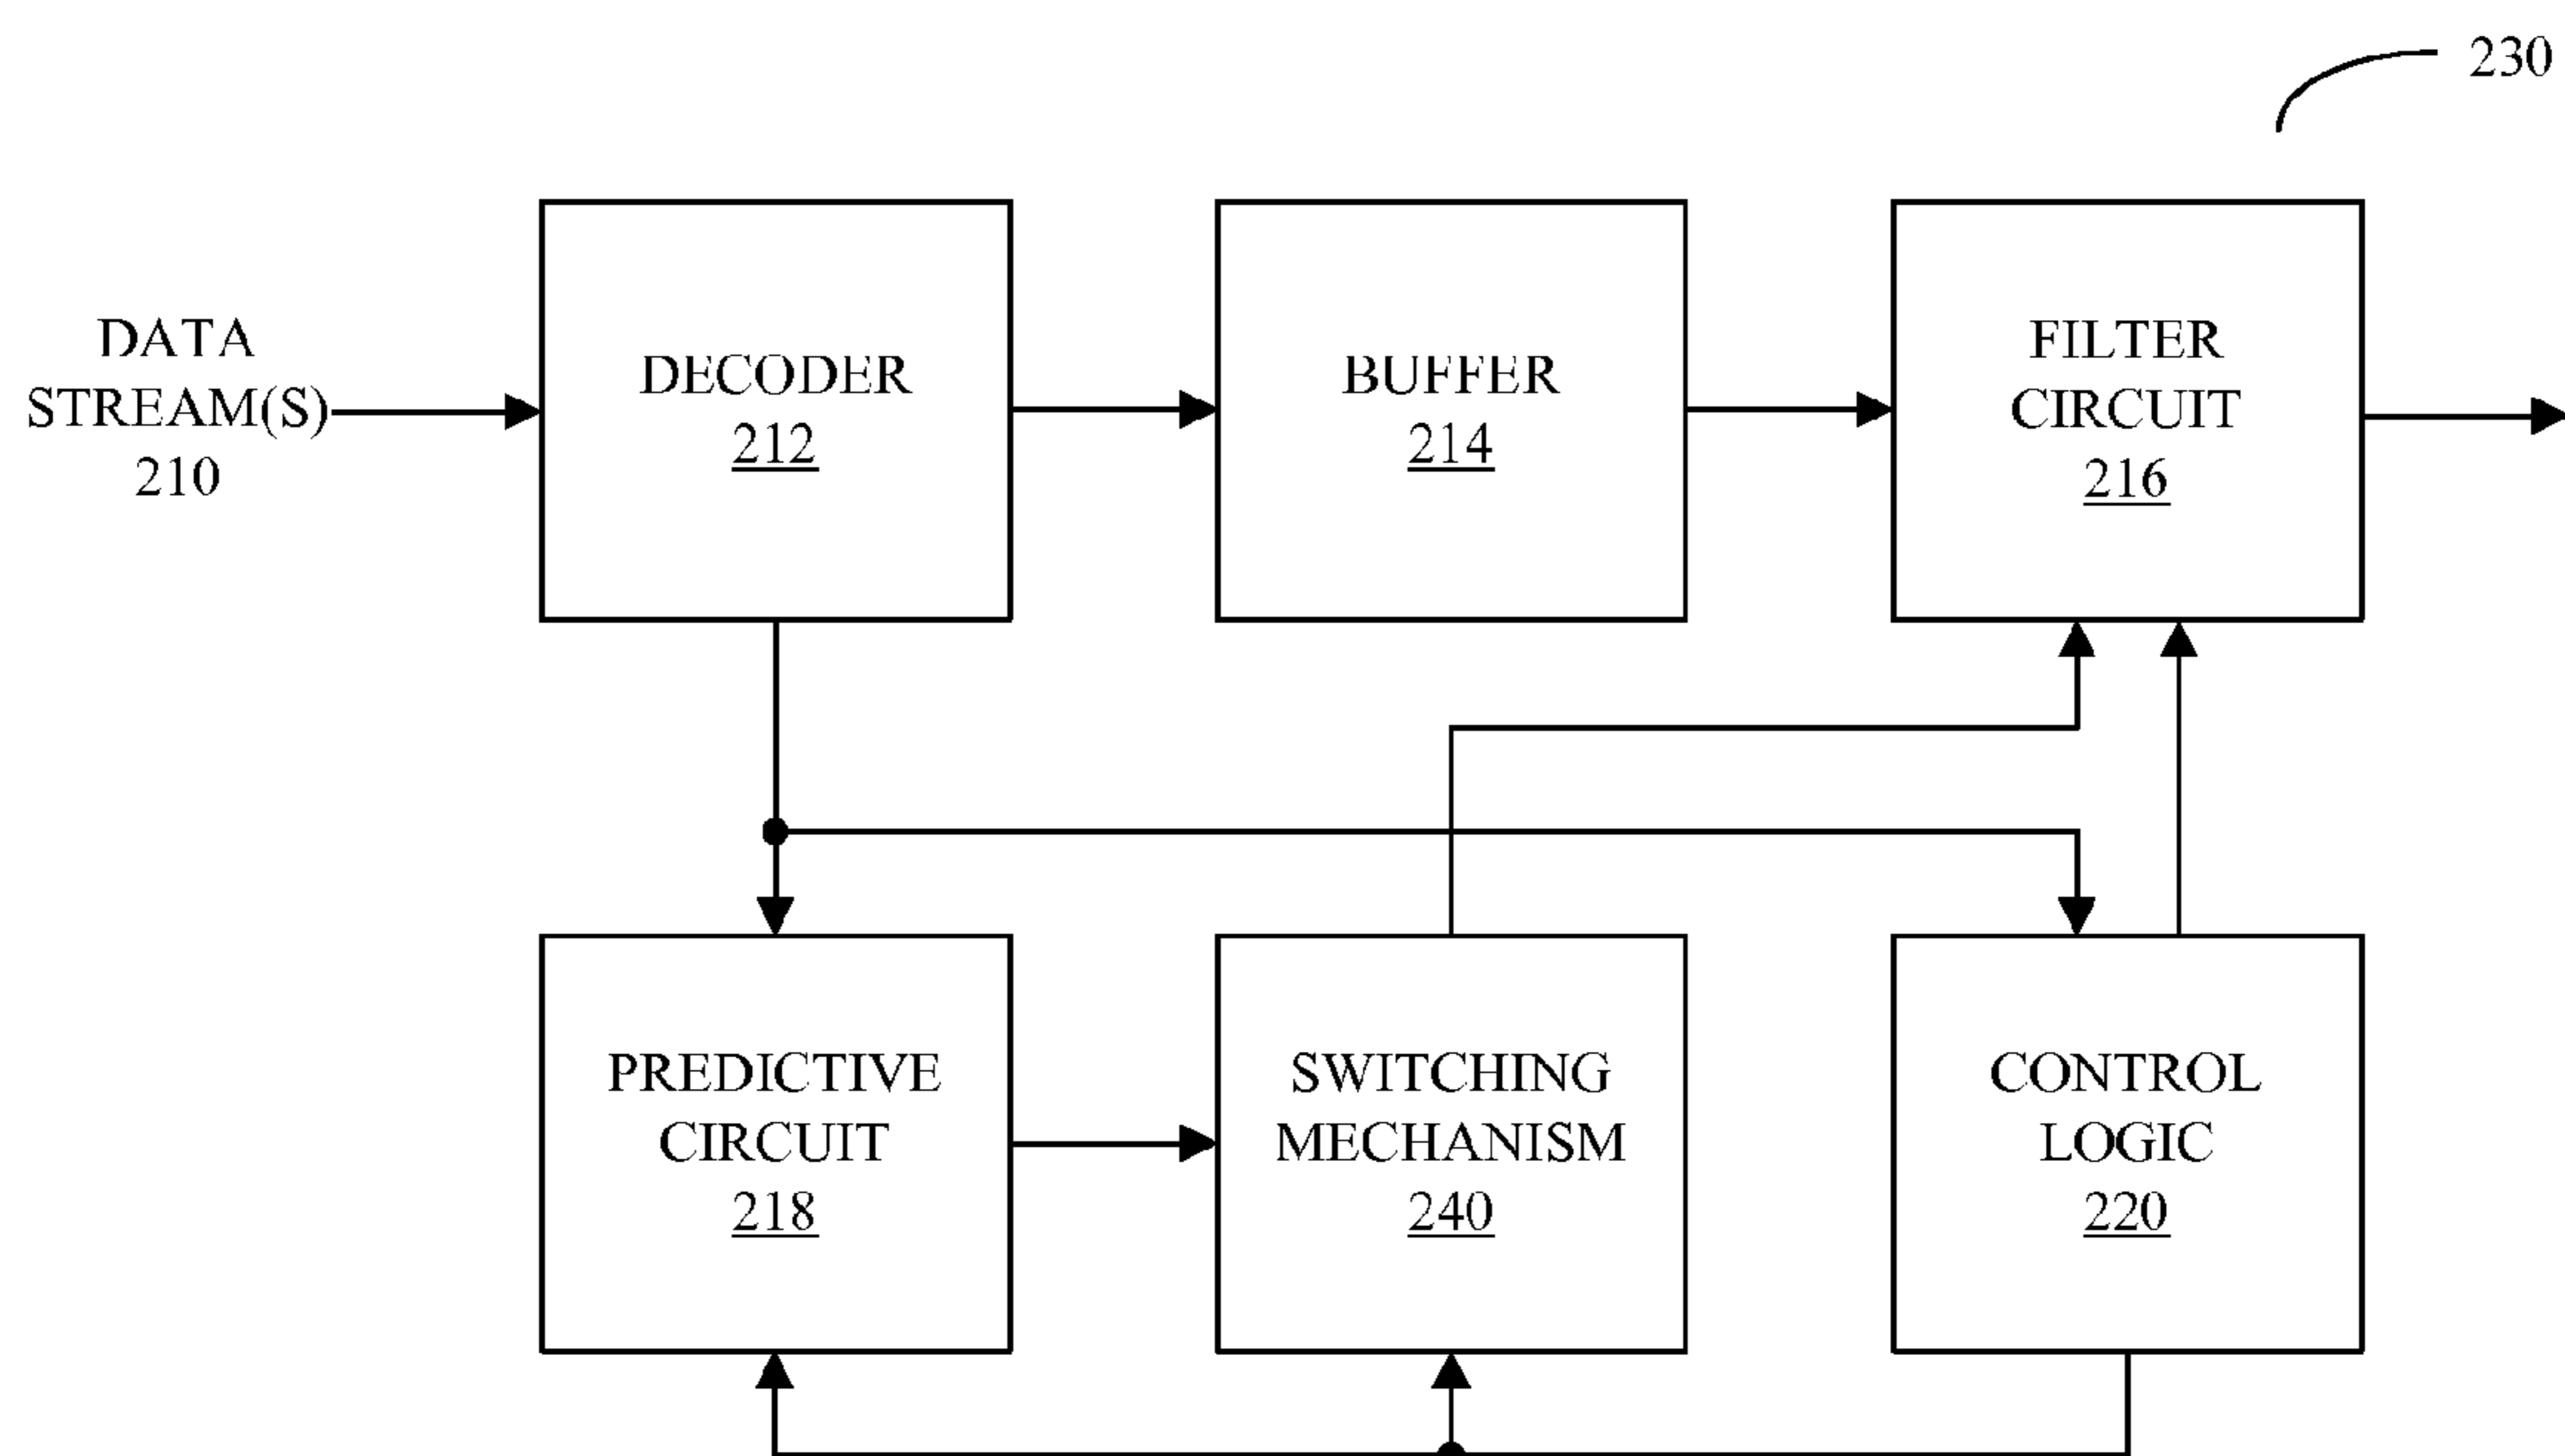 230
DATA
STREAM(S)
210
DECODER
212
BUFFER
214
FILTER
CIRCUIT
216
PREDICTIVE
CIRCUIT
218
SWITCHING
MECHANISM
240
CONTROL
LOGIC
220